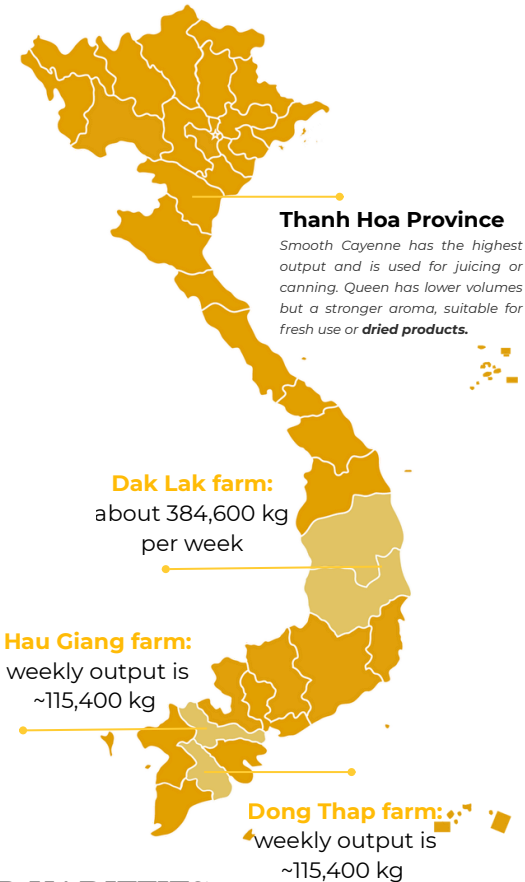 Thanh Hoa Province
Smooth Cayenne has the highest
output and is used for juicing or
canning. Queen has lower volumes
but a stronger aroma, suitable for
fresh use or dried products.
Dak Lak farm:
about 384,600 kg
per week
Hau Giang farm:
weekly output is
~115,400 kg
Dong Thap farm:
weekly output is
~115,400 kg